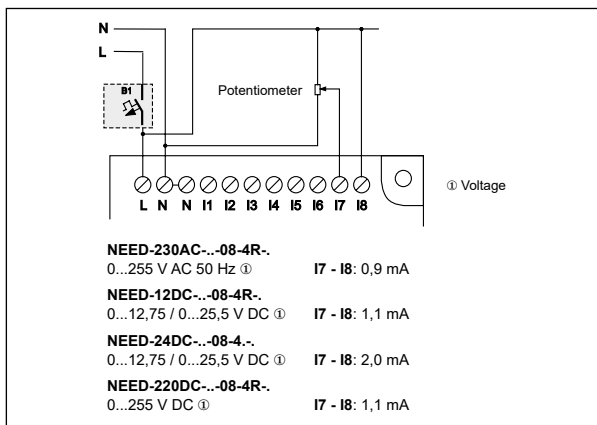 N
L
B1
Potentiometer
① Voltage
L N N I1 I2 I3 I4 I5 I6 I7 I8
NEED-230AC-..-08-4R-.
0...255 V AC 50 Hz ① I7 - I8: 0,9 mA
NEED-12DC-..-08-4R-.
0...12,75 / 0...25,5 V DC ① I7 - I8: 1,1 mA
NEED-24DC-..-08-4.-.
0...12,75 / 0...25,5 V DC ① I7 - I8: 2,0 mA
NEED-220DC-..-08-4R-.
0...255 V DC ① I7 - I8: 1,1 mA